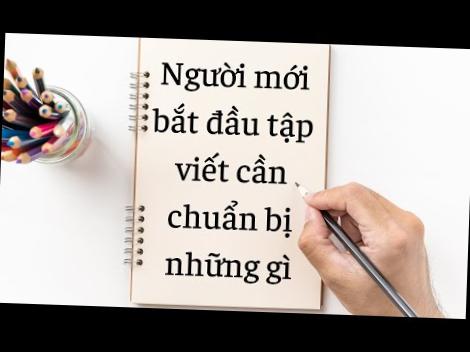 Người mới
bắt đầu tập
viết cần
chuẩn bị
những gì